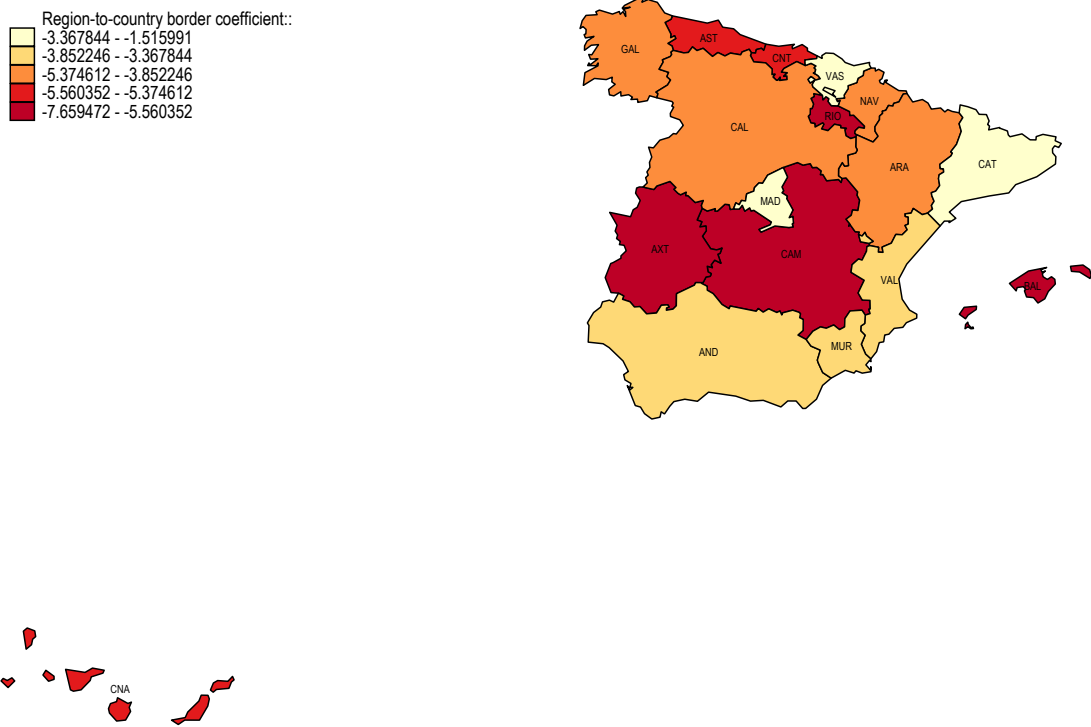 Region-to-country border coefficient::
-3.367844 - -1.515991
-3.852246 - -3.367844
-5.374612 - -3.852246
-5.560352 - -5.374612
-7.659472 - -5.560352
GAL
AST
CNT
VAS
NAV
RIO
CAL
ARA
CAT
MAD
AXT
CAM
VAL
BAL
MUR
AND
CNA